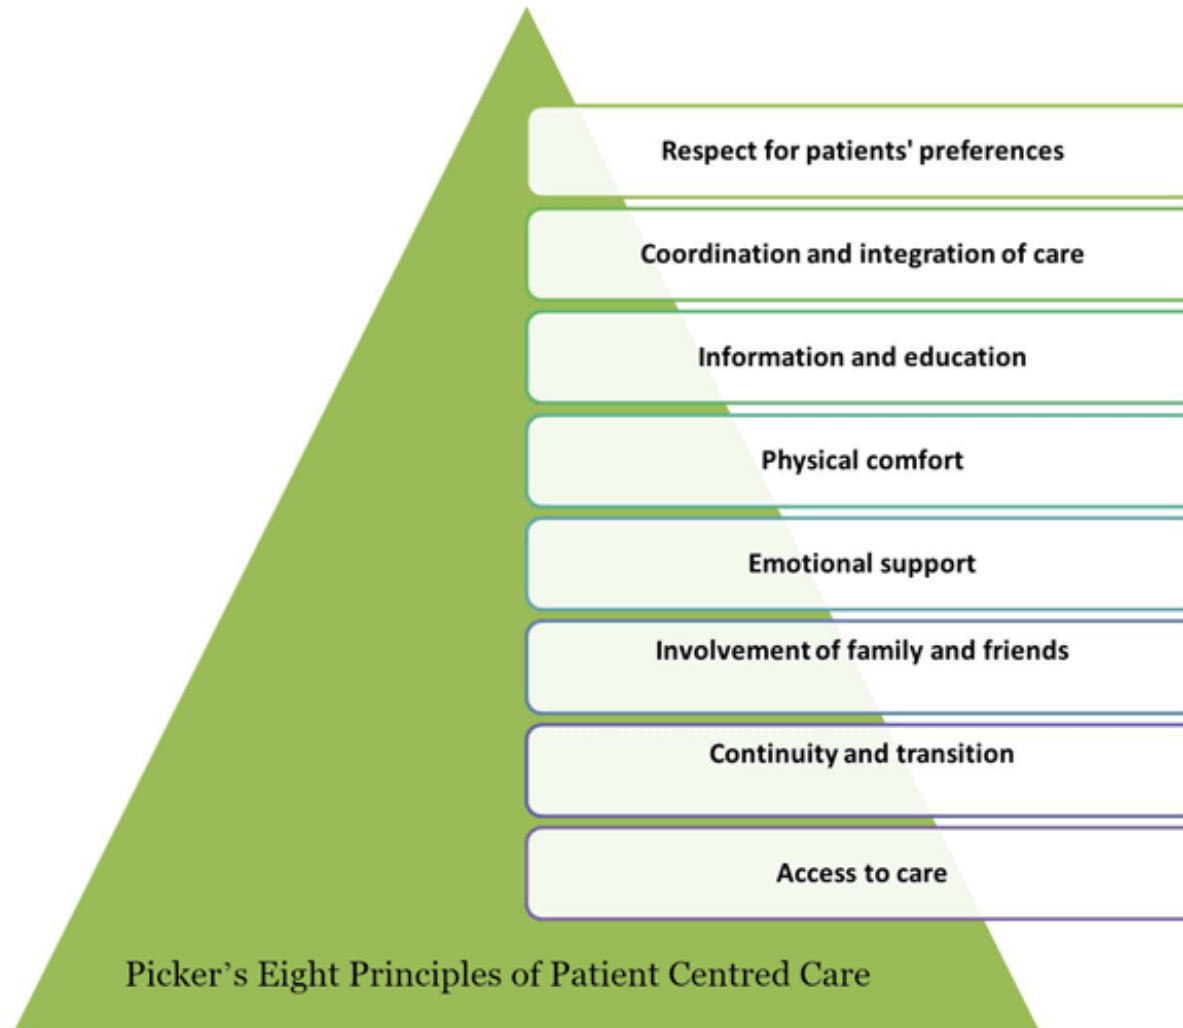 Respect for patients' preferences
Coordination and integration of care
Information and education
Physical comfort
Emotional support
Involvement of family and friends
Continuity and transition
Access to care
Picker’s Eight Principles of Patient Centred Care